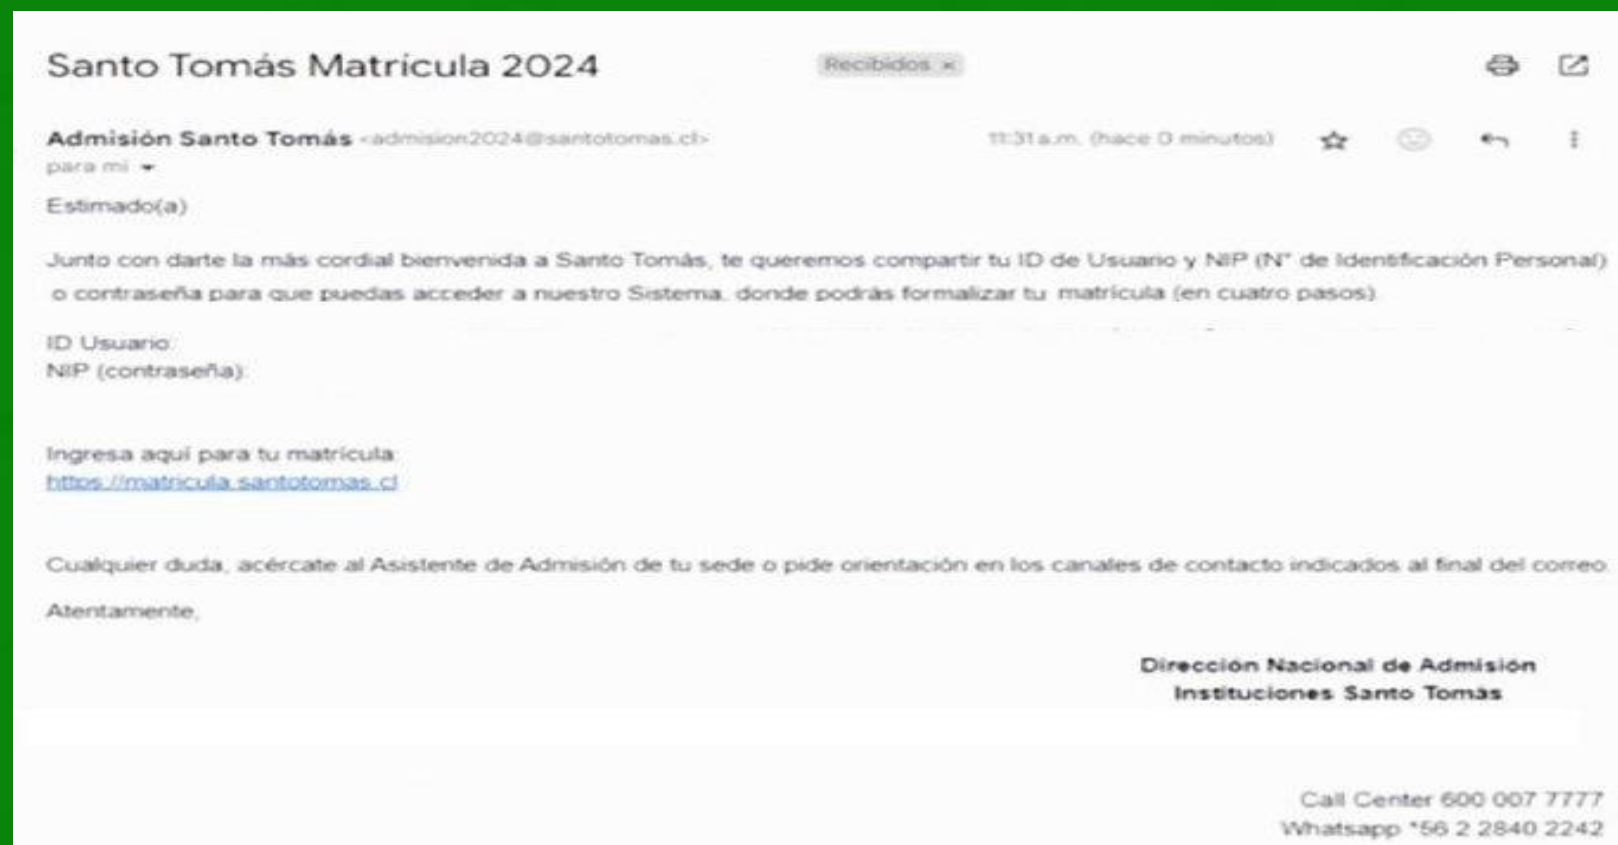 Santo Tomás Matrícula 2024
Recibidos ×
Admisión Santo Tomás <admision2024@santotomas.cl>
11:31 a.m. (hace 0 minutos)
para mí
Estimado(a)
Junto con darte la más cordial bienvenida a Santo Tomás, te queremos compartir tu ID de Usuario y NIP (N° de Identificación Personal)
o contraseña para que puedas acceder a nuestro Sistema, donde podrás formalizar tu matrícula (en cuatro pasos).
ID Usuario:
NIP (contraseña):
Ingresa aquí para tu matrícula:
https://matricula.santotomas.cl
Cualquier duda, acércate al Asistente de Admisión de tu sede o pide orientación en los canales de contacto indicados al final del correo.
Atentamente,
Dirección Nacional de Admisión
Instituciones Santo Tomás
Call Center 600 007 7777
Whatsapp *56 2 2840 2242